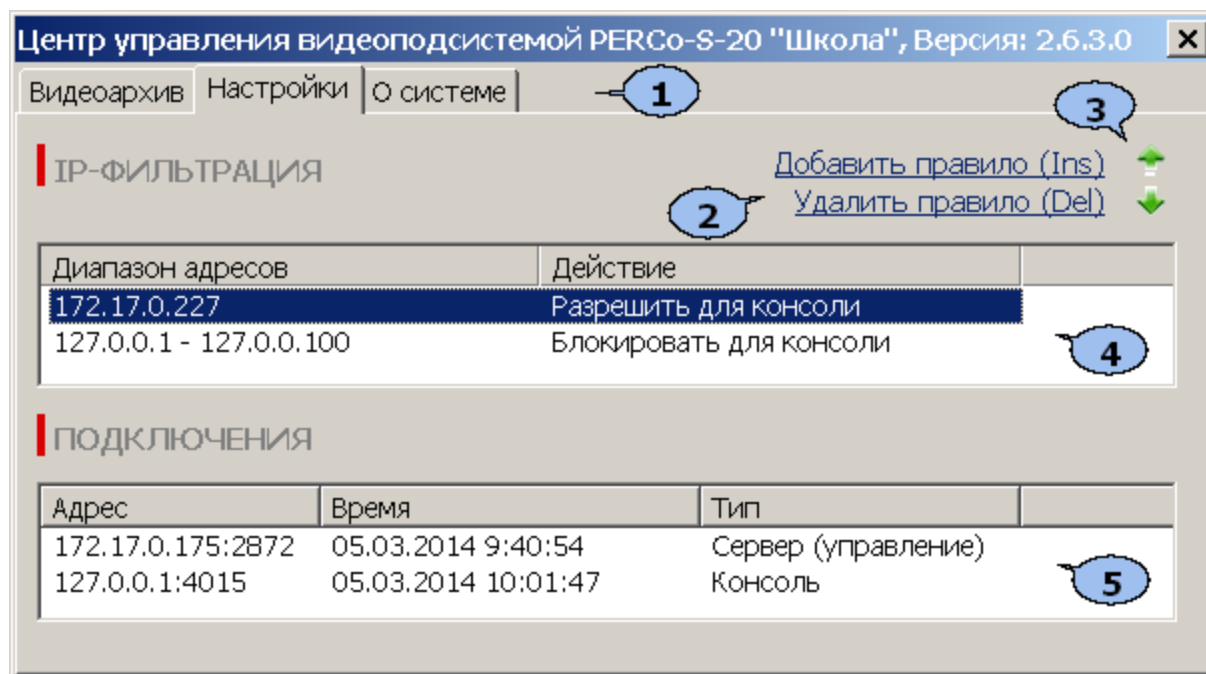 Центр управления видеоподсистемой PERCo-S-20 "Школа", Версия: 2.6.3.0
Видеоархив Настройки О системе 1
3
IP-ФИЛЬТРАЦИЯ Добавить правило (Ins)
2 Удалить правило (Del)
Диапазон адресов Действие
172.17.0.227 Разрешить для консоли
127.0.0.1 - 127.0.0.100 Блокировать для консоли
4
ПОДКЛЮЧЕНИЯ
Адрес Время Тип
172.17.0.175:2872 05.03.2014 9:40:54 Сервер (управление)
127.0.0.1:4015 05.03.2014 10:01:47 Консоль
5